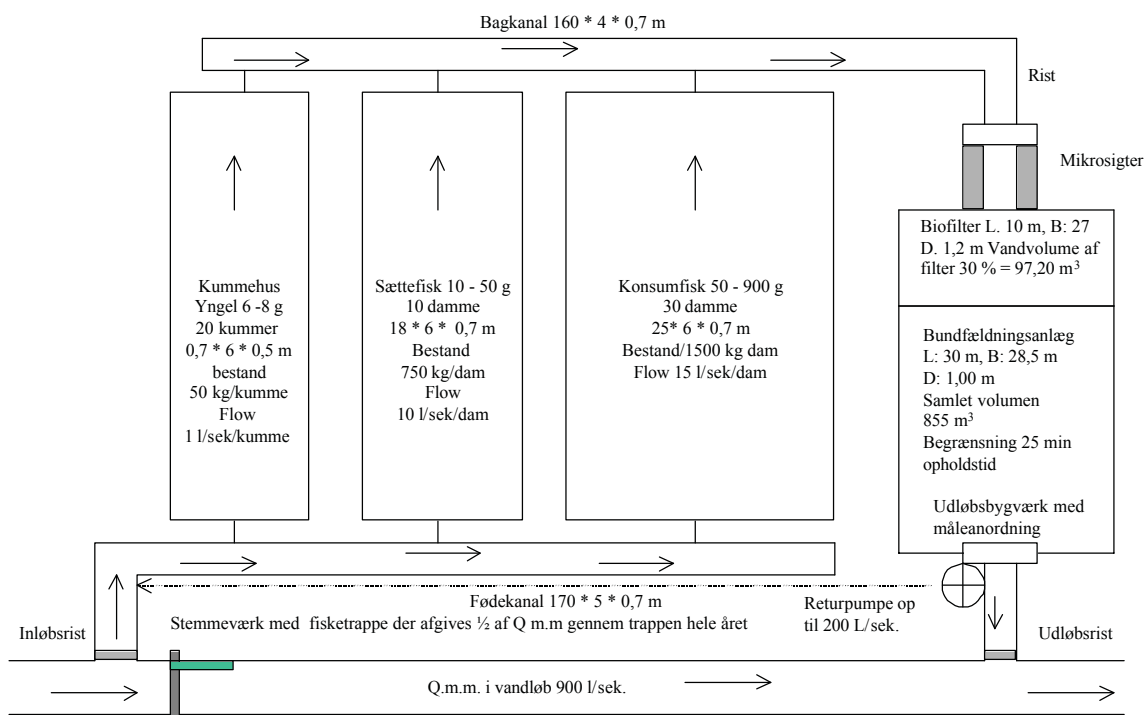 Bagkanal 160 * 4 * 0,7 m
Rist
Mikrosigter
Kummehus
Yngel 6 -8 g
20 kummer
0,7 * 6 * 0,5 m
bestand
50 kg/kumme
Flow
1 l/sek/kumme
Sættefisk 10 - 50 g
10 damme
18 * 6 * 0,7 m
Bestand
750 kg/dam
Flow
10 l/sek/dam
Konsumfisk 50 - 900 g
30 damme
25* 6 * 0,7 m
Bestand/1500 kg dam
Flow 15 l/sek/dam
Biofilter L. 10 m, B: 27
D. 1,2 m Vandvolume af
filter 30 % = 97,20 m³
Bundfældningsanlæg
L: 30 m, B: 28,5 m
D: 1,00 m
Samlet volumen
855 m³
Begrænsning 25 min
opholdstid
Udløbsbygværk med
måleanordning
Fødekanal 170 * 5 * 0,7 m
Returpumpe op
til 200 L/sek.
Indløbsrist
Stemmeværk med fisketrappe der afgives ½ af Q m.m gennem trappen hele året
Udløbsrist
Q.m.m. i vandløb 900 l/sek.